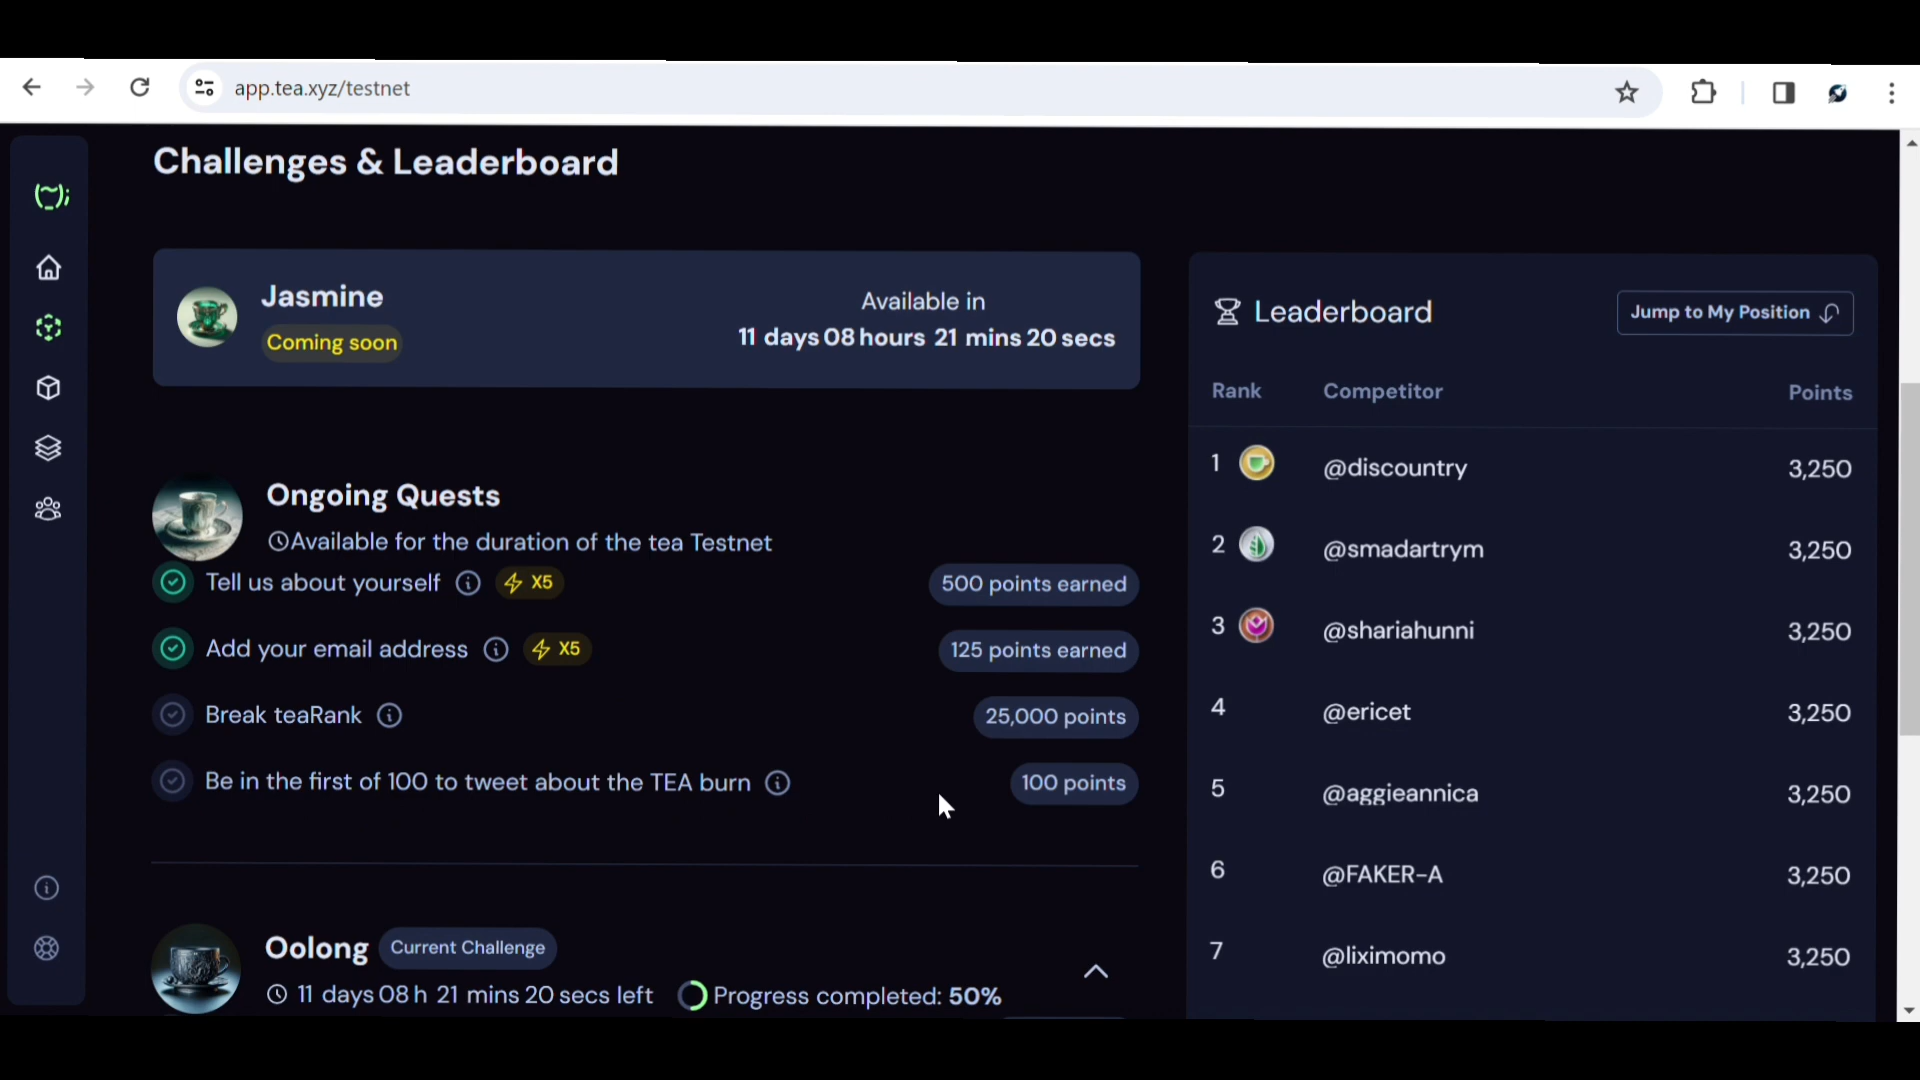 app.tea.xyz/testnet
Challenges & Leaderboard
Jasmine
Coming soon
Available in
11 days 08 hours 21 mins 20 secs
Ongoing Quests
Available for the duration of the tea Testnet
Tell us about yourself X5 500 points earned
Add your email address X5 125 points earned
Break teaRank 25,000 points
Be in the first of 100 to tweet about the TEA burn 100 points
Oolong Current Challenge
11 days 08 h 21 mins 20 secs left Progress completed: 50%
Leaderboard Jump to My Position
Rank Competitor Points
1 @discountry 3,250
2 @smadartrym 3,250
3 @shariahunni 3,250
4 @ericet 3,250
5 @aggieannica 3,250
6 @FAKER-A 3,250
7 @liximomo 3,250